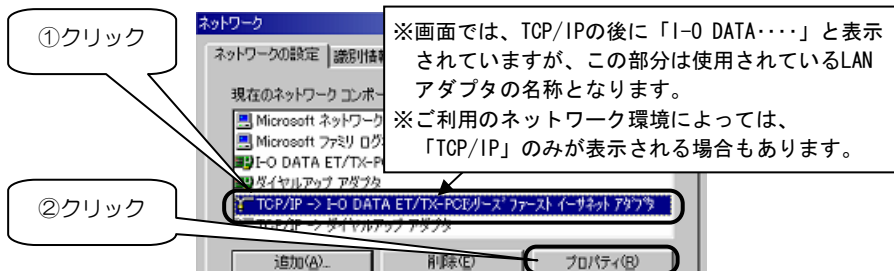 ①クリック
ネットワーク
※画面では、TCP/IPの後に「I-O DATA････」と表示
されていますが、この部分は使用されているLAN
アダプタの名称となります。
※ご利用のネットワーク環境によっては、
「TCP/IP」のみが表示される場合もあります。
ネットワークの設定
識別情
現在のネットワーク コンポー
Microsoft ネットワーク
Microsoft ファミリ ログ
I-O DATA ET/TX-P
ダイヤルアップ アダプタ
TCP/IP -> I-O DATA ET/TX-PCIシリーズ ファースト イーサネット アダプタ
TCP/IP -> ダイヤルアップ アダプタ
②クリック
追加(A)...
削除(E)
プロパティ(R)